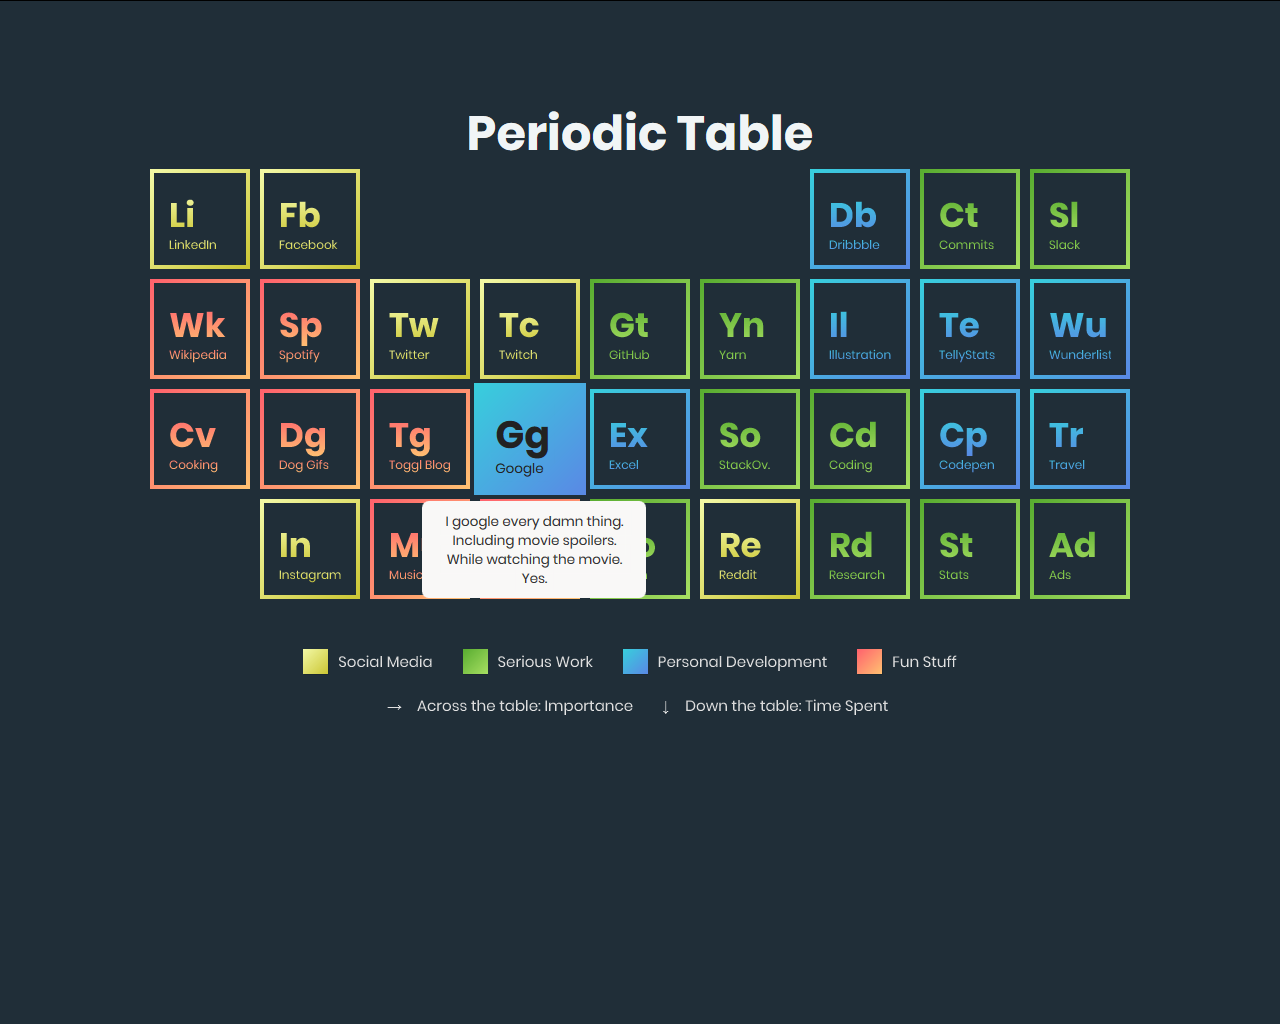 Periodic Table
Li
LinkedIn
Fb
Facebook
Db
Dribbble
Ct
Commits
Sl
Slack
Wk
Wikipedia
Sp
Spotify
Tw
Twitter
Tc
Twitch
Gt
GitHub
Yn
Yarn
Il
Illustration
Te
TellyStats
Wu
Wunderlist
Cv
Cooking
Dg
Dog Gifs
Tg
Toggl Blog
Gg
Google
Ex
Excel
So
StackOv.
Cd
Coding
Cp
Codepen
Tr
Travel
In
Instagram
Music
I google every damn thing.
Including movie spoilers.
While watching the movie.
Yes.
Re
Reddit
Rd
Research
St
Stats
Ad
Ads
Social Media
Serious Work
Personal Development
Fun Stuff
→ Across the table: Importance
↓ Down the table: Time Spent